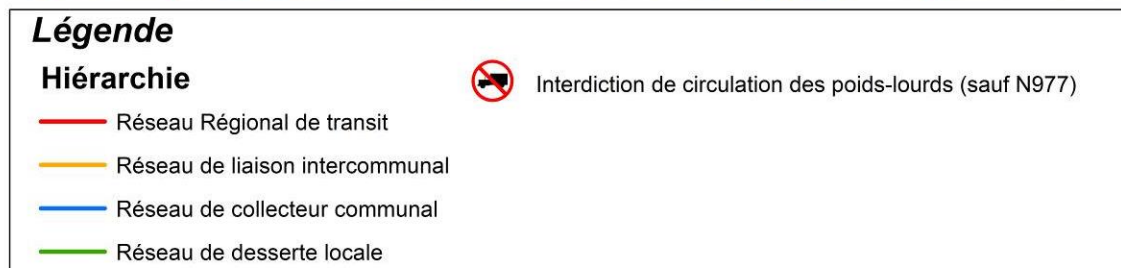 Légende
Hiérarchie
Interdiction de circulation des poids-lourds (sauf N977)
Réseau Régional de transit
Réseau de liaison intercommunal
Réseau de collecteur communal
Réseau de desserte locale